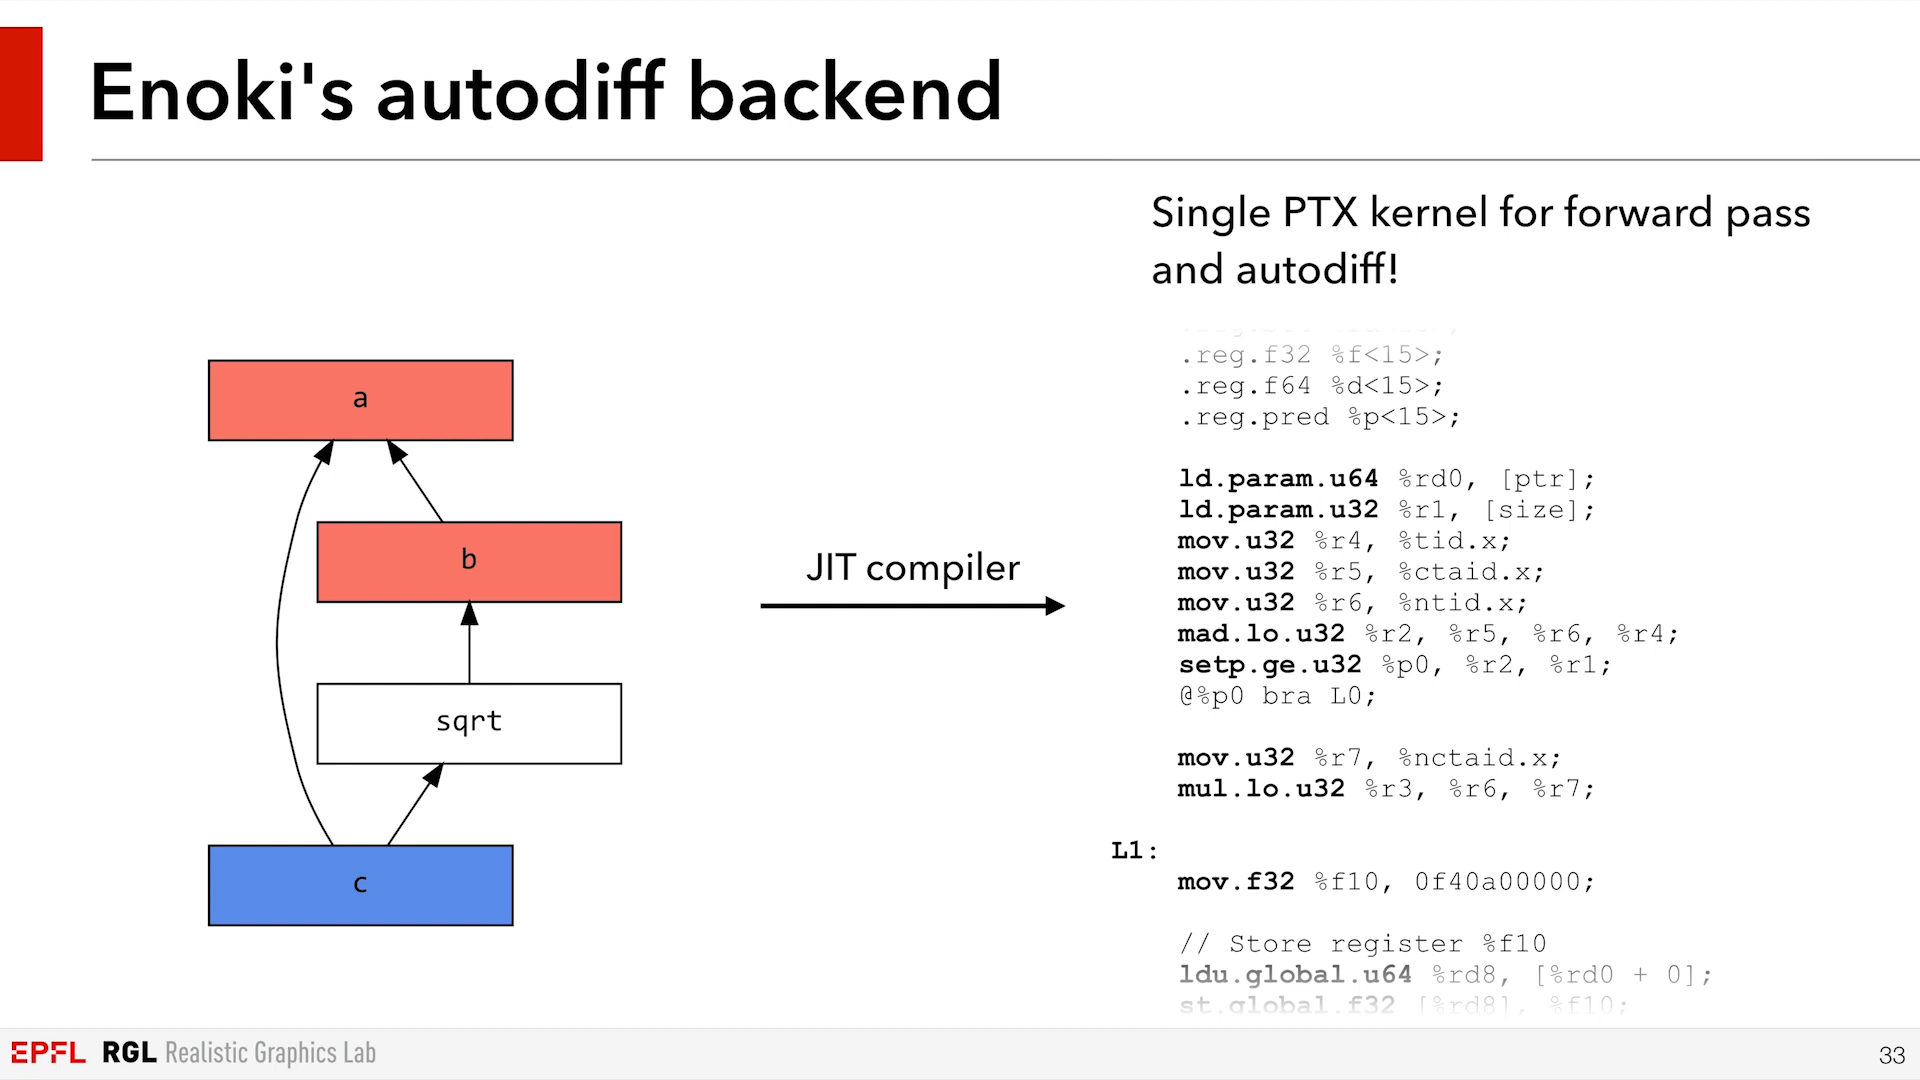 Enoki's autodiff backend
Single PTX kernel for forward pass
and autodiff!
a
b
sqrt
c
JIT compiler
.reg.f32 %f<15>;
.reg.f64 %d<15>;
.reg.pred %p<15>;
ld.param.u64 %rd0, [ptr];
ld.param.u32 %r1, [size];
mov.u32 %r4, %tid.x;
mov.u32 %r5, %ctaid.x;
mov.u32 %r6, %ntid.x;
mad.lo.u32 %r2, %r5, %r6, %r4;
setp.ge.u32 %p0, %r2, %r1;
@%p0 bra L0;
mov.u32 %r7, %nctaid.x;
mul.lo.u32 %r3, %r6, %r7;
L1:
mov.f32 %f10, 0f40a00000;
// Store register %f10
ldu.global.u64 %rd8, [%rd0 + 0];
st.global.f32 [%rd8], %f10;
EPFL RGL Realistic Graphics Lab
33